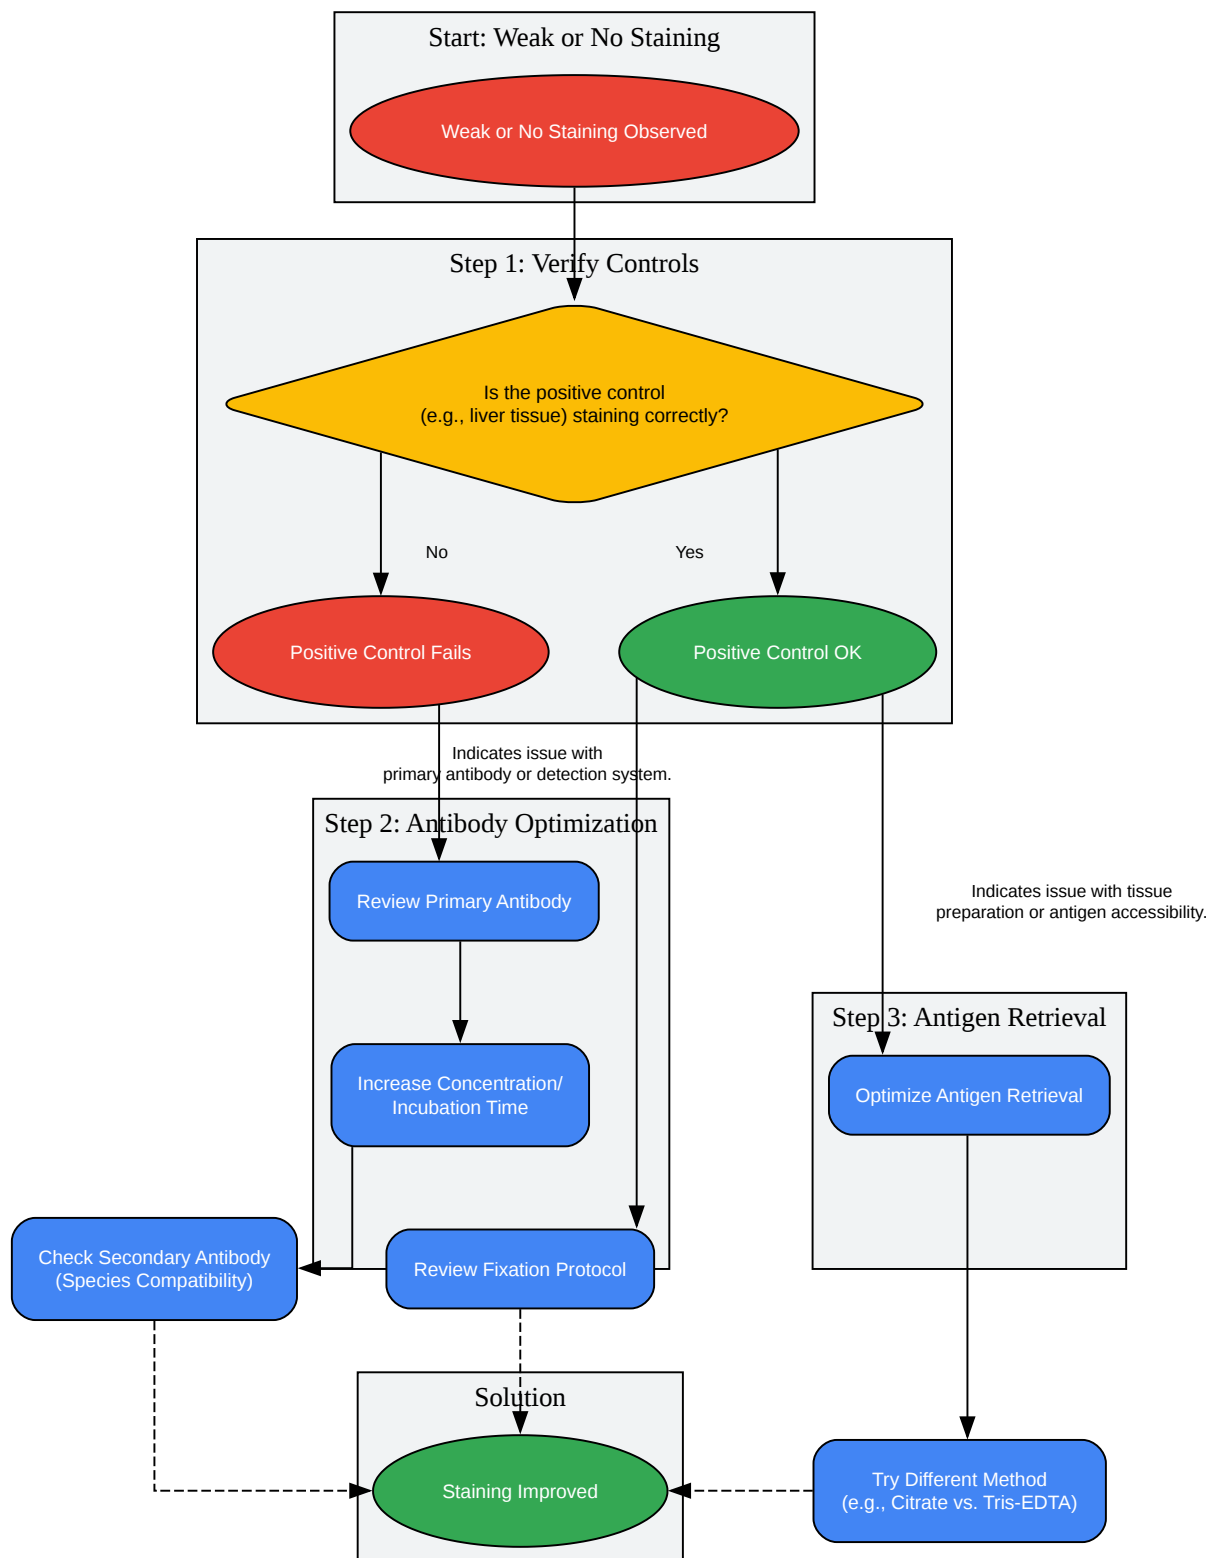 Start: Weak or No Staining
Weak or No Staining Observed
Step 1: Verify Controls
Is the positive control
(e.g., liver tissue) staining correctly?
No
Yes
Positive Control Fails
Positive Control OK
Indicates issue with
primary antibody or detection system.
Step 2: Antibody Optimization
Review Primary Antibody
Indicates issue with tissue
preparation or antigen accessibility.
Step 3: Antigen Retrieval
Increase Concentration/
Incubation Time
Optimize Antigen Retrieval
Check Secondary Antibody
(Species Compatibility)
Review Fixation Protocol
Solution
Staining Improved
Try Different Method
(e.g., Citrate vs. Tris-EDTA)